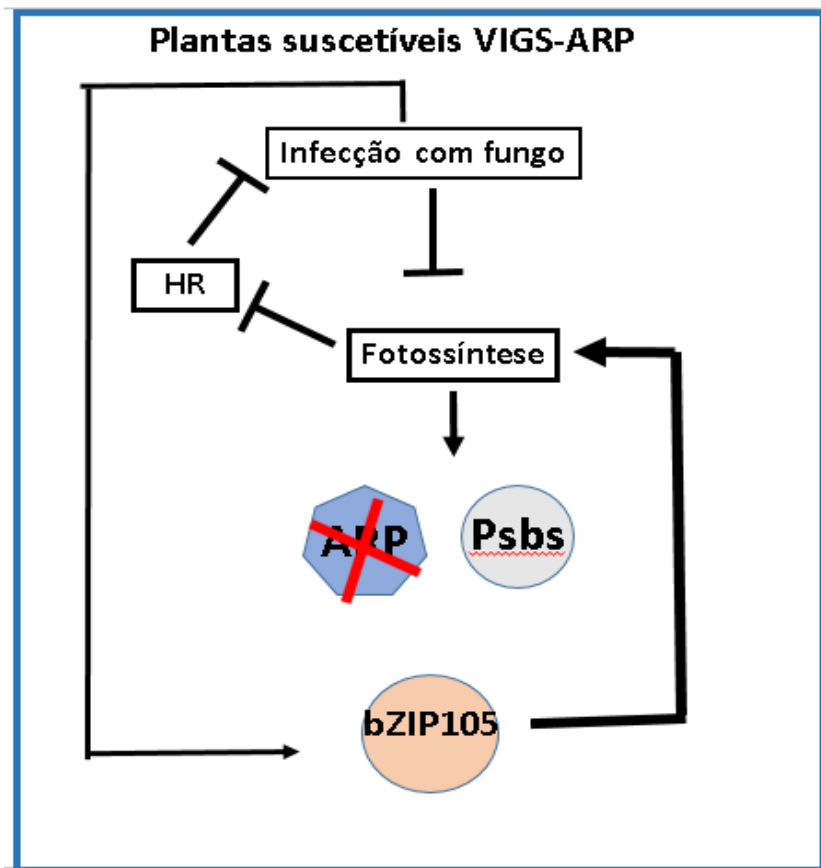 Plantas suscetíveis VIGS-ARP
Infecção com fungo
HR
Fotossíntese
ARP
Psbs
bZIP105